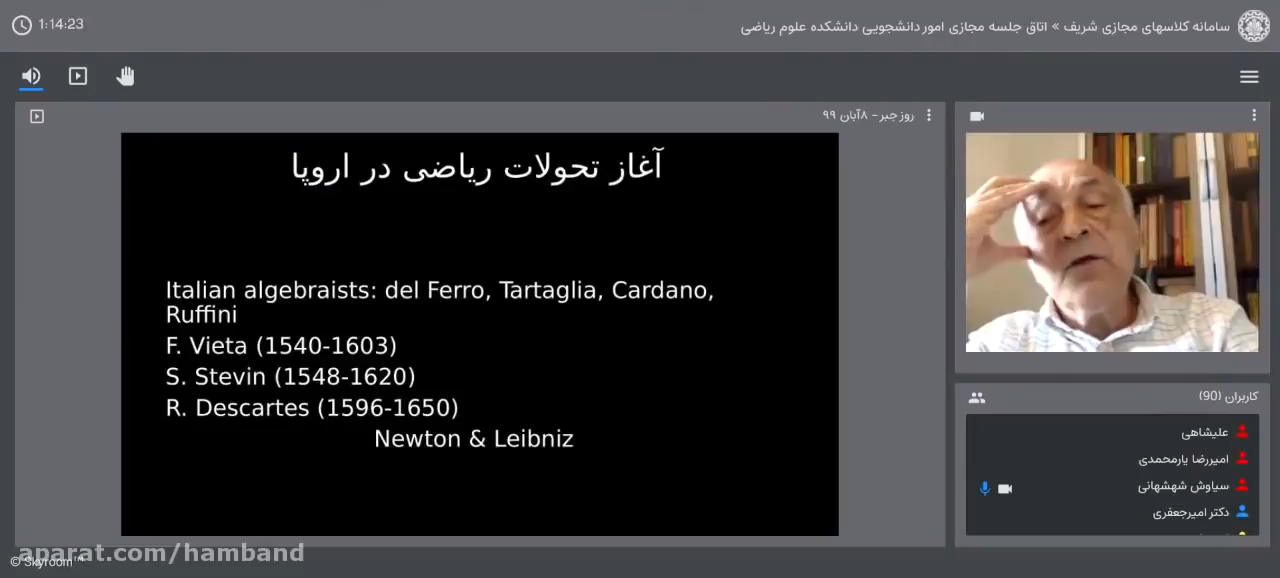 1:14:23
سامانه کلاسهای مجازی شریف » اتاق جلسه مجازی امور دانشجویی دانشکده علوم ریاضی
روز جبر - ۸آبان ۹۹
آغاز تحولات ریاضی در اروپا
Italian algebraists: del Ferro, Tartaglia, Cardano,
Ruffini
F. Vieta (1540-1603)
S. Stevin (1548-1620)
R. Descartes (1596-1650)
Newton & Leibniz
کاربران (90)
علیشاهی
امیررضا یارمحمدی
سیاوش شهشهانی
دکتر امیرجعفری
aparat.com/hamband
© Skyroom™